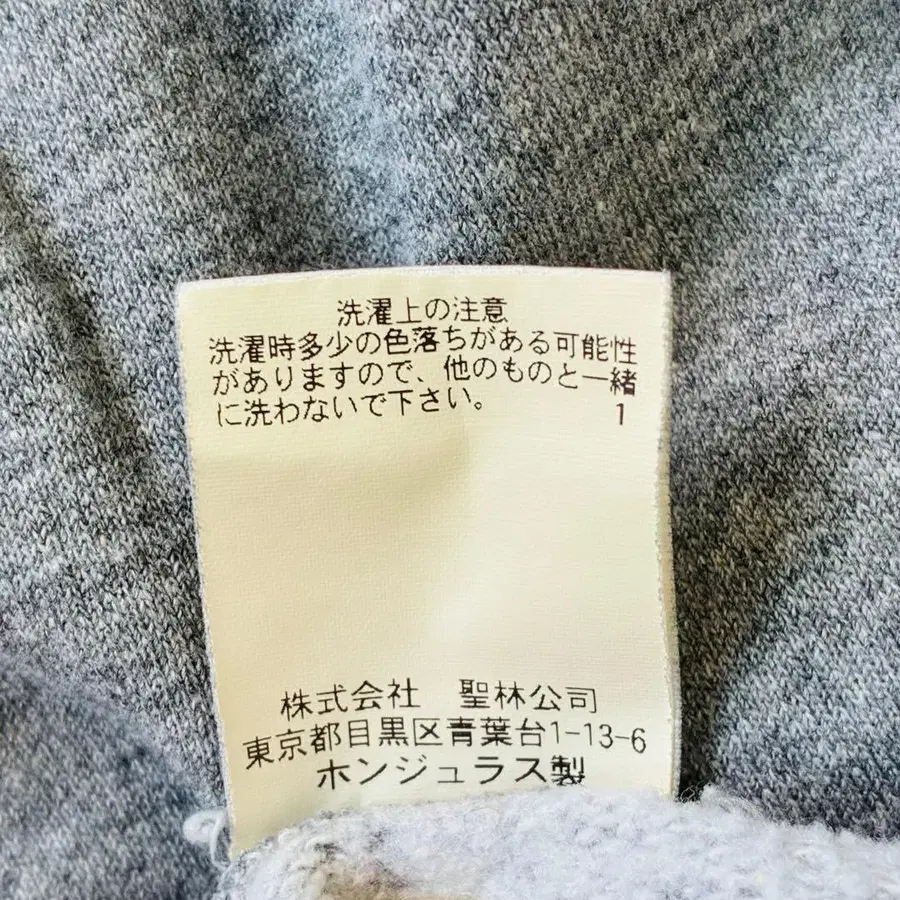 洗濯上の注意
洗濯時多少の色落ちがある可能性
がありますので、他のものと一緒
に洗わないで下さい。
1
株式会社　聖林公司
東京都目黒区青葉台1-13-6
ホンジュラス製